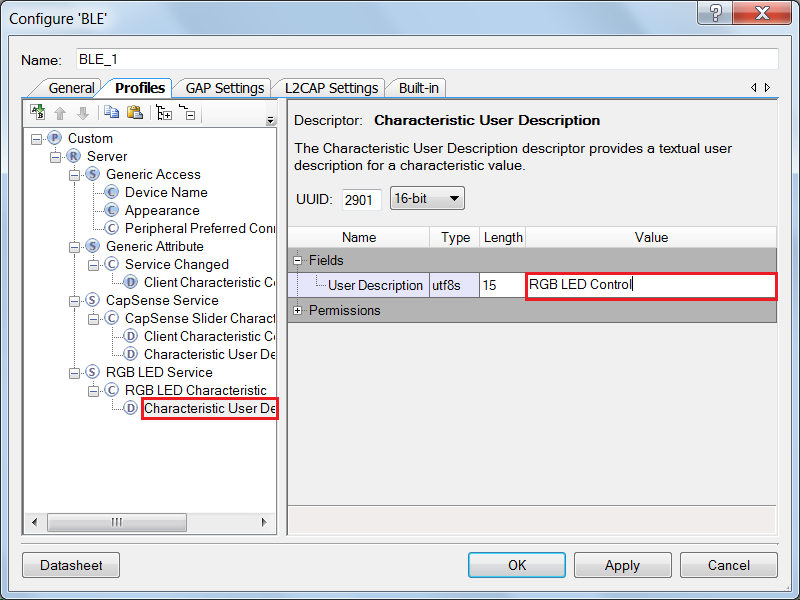 Configure 'BLE'
Name: BLE_1
General Profiles GAP Settings L2CAP Settings Built-in
Custom
Server
Generic Access
Device Name
Appearance
Peripheral Preferred Conn
Generic Attribute
Service Changed
Client Characteristic C
CapSense Service
CapSense Slider Charact
Client Characteristic C
Characteristic User De
RGB LED Service
RGB LED Characteristic
Characteristic User De
Descriptor: Characteristic User Description
The Characteristic User Description descriptor provides a textual user
description for a characteristic value.
UUID: 2901 16-bit
Name Type Length Value
Fields
User Description utf8s 15 RGB LED Control
Permissions
Datasheet OK Apply Cancel